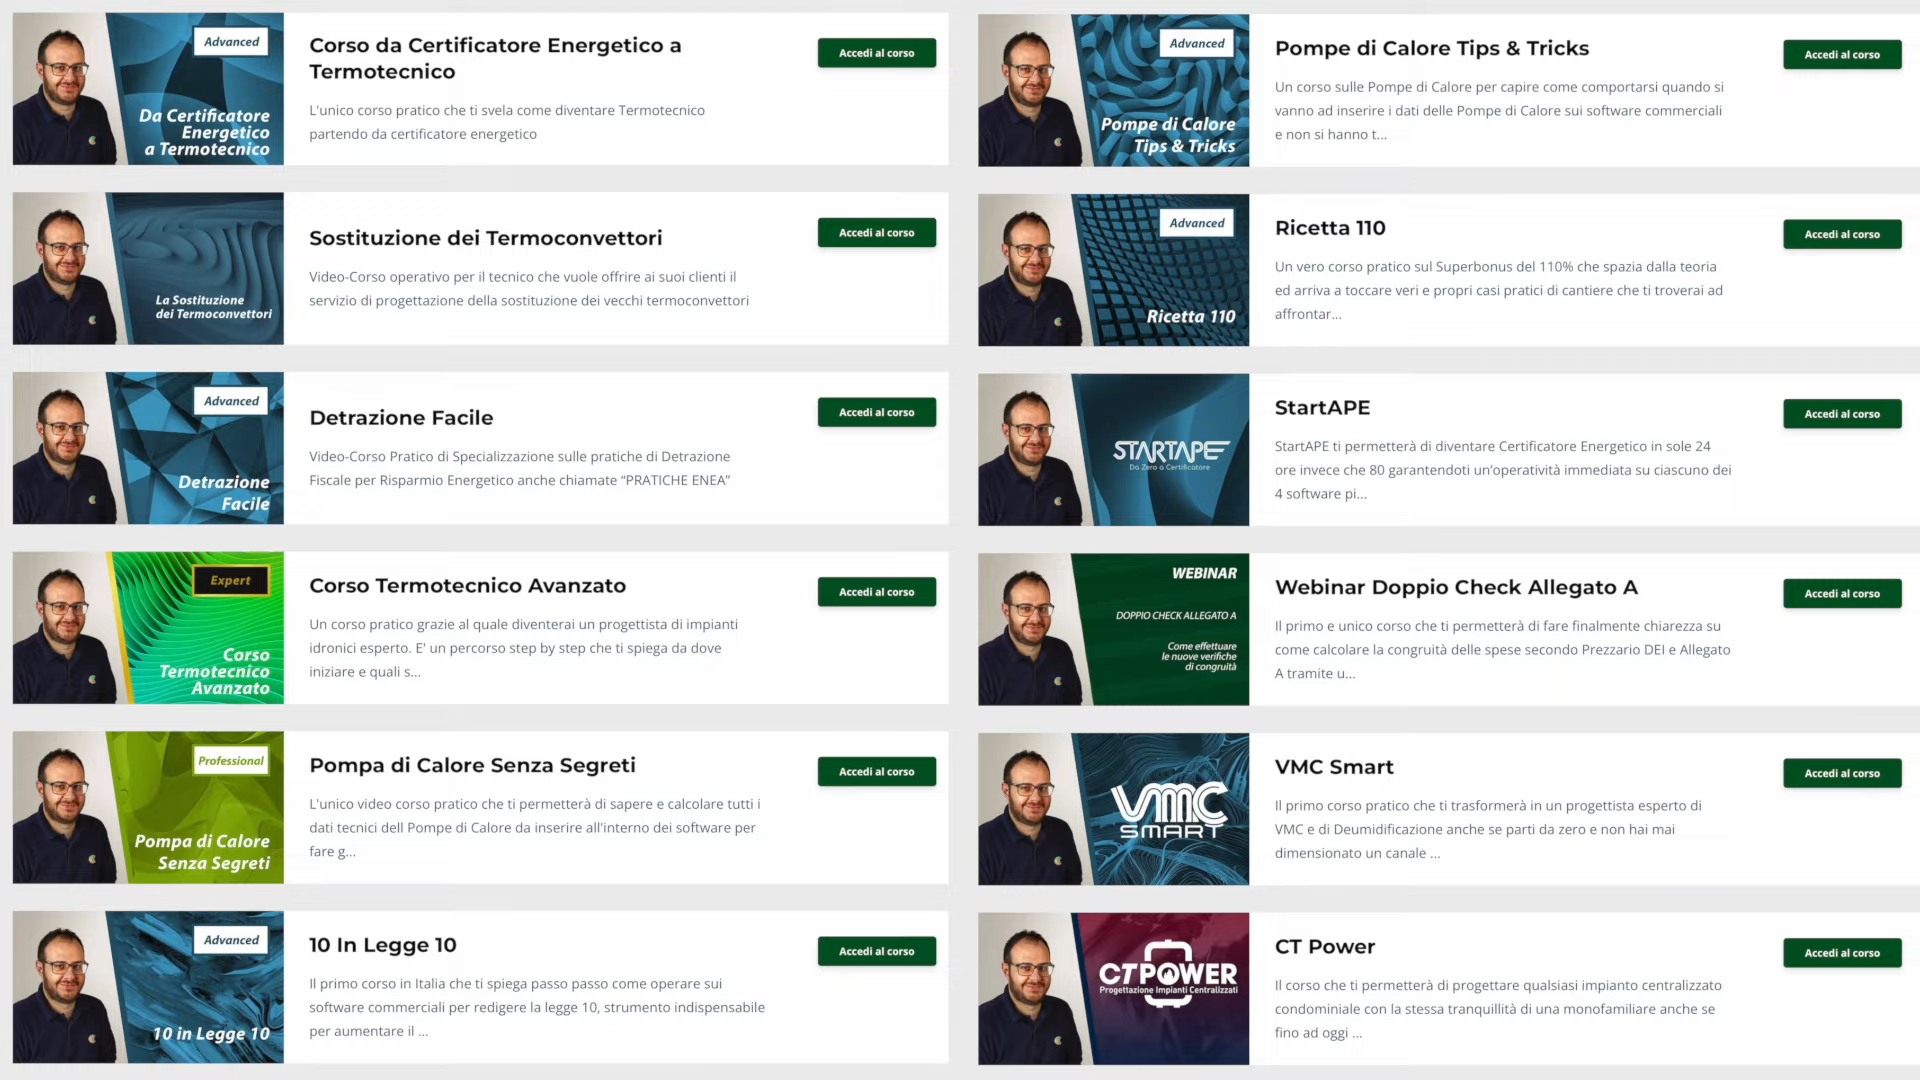 Advanced
Da Certificatore
Energetico
a Termotecnico
Corso da Certificatore Energetico a
Termotecnico
L'unico corso pratico che ti svela come diventare Termotecnico
partendo da certificatore energetico
Accedi al corso
La Sostituzione
dei Termoconvettori
Sostituzione dei Termoconvettori
Video-Corso operativo per il tecnico che vuole offrire ai suoi clienti il
servizio di progettazione della sostituzione dei vecchi termoconvettori
Accedi al corso
Advanced
Detrazione
Facile
Detrazione Facile
Video-Corso Pratico di Specializzazione sulle pratiche di Detrazione
Fiscale per Risparmio Energetico anche chiamate “PRATICHE ENEA”
Accedi al corso
Expert
Corso
Termotecnico
Avanzato
Corso Termotecnico Avanzato
Un corso pratico grazie al quale diventerai un progettista di impianti
idronici esperto. E' un percorso step by step che ti spiega da dove
iniziare e quali s...
Accedi al corso
Professional
Pompa di Calore
Senza Segreti
Pompa di Calore Senza Segreti
L'unico video corso pratico che ti permetterà di sapere e calcolare tutti i
dati tecnici dell Pompe di Calore da inserire all'interno dei software per
fare g...
Accedi al corso
Advanced
10 in Legge 10
10 In Legge 10
Il primo corso in Italia che ti spiega passo passo come operare sui
software commerciali per redigere la legge 10, strumento indispensabile
per aumentare il ...
Accedi al corso
Advanced
Pompe di Calore
Tips & Tricks
Pompe di Calore Tips & Tricks
Un corso sulle Pompe di Calore per capire come comportarsi quando si
vanno ad inserire i dati delle Pompe di Calore sui software commerciali
e non si hanno t...
Accedi al corso
Advanced
Ricetta 110
Ricetta 110
Un vero corso pratico sul Superbonus del 110% che spazia dalla teoria
ed arriva a toccare veri e propri casi pratici di cantiere che ti troverai ad
affrontar...
Accedi al corso
STARTAPE
Da Zero a Certificatore
StartAPE
StartAPE ti permetterà di diventare Certificatore Energetico in sole 24
ore invece che 80 garantendoti un’operatività immediata su ciascuno dei
4 software pi...
Accedi al corso
WEBINAR
DOPPIO CHECK ALLEGATO A
Come effettuare
le nuove verifiche
di congruità
Webinar Doppio Check Allegato A
Il primo e unico corso che ti permetterà di fare finalmente chiarezza su
come calcolare la congruità delle spese secondo Prezzario DEI e Allegato
A tramite u...
Accedi al corso
VMC
SMART
VMC Smart
Il primo corso pratico che ti trasformerà in un progettista esperto di
VMC e di Deumidificazione anche se parti da zero e non hai mai
dimensionato un canale ...
Accedi al corso
CTPOWER
Progettazione Impianti Centralizzati
CT Power
Il corso che ti permetterà di progettare qualsiasi impianto centralizzato
condominiale con la stessa tranquillità di una monofamiliare anche se
fino ad oggi ...
Accedi al corso